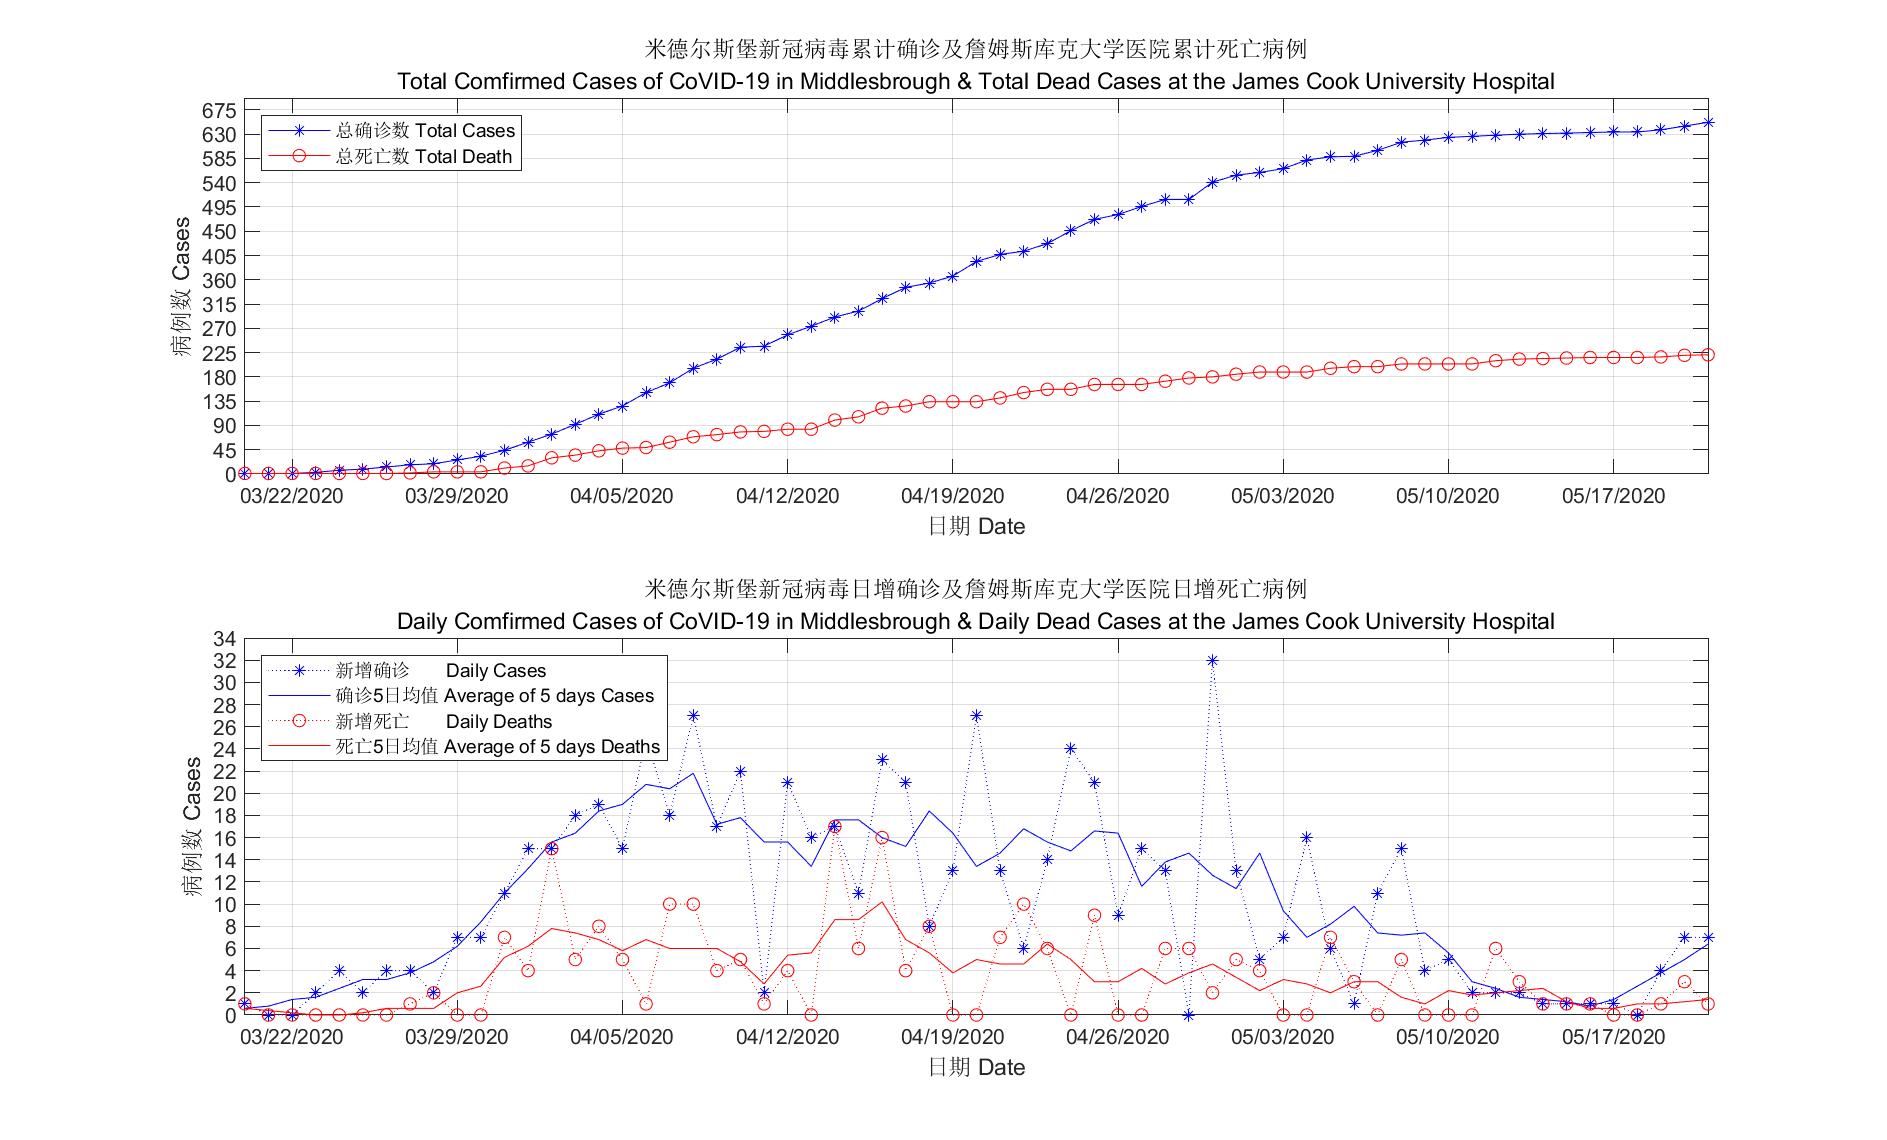 米德尔斯堡新冠病毒累计确诊及詹姆斯库克大学医院累计死亡病例
Total Comfirmed Cases of CoVID-19 in Middlesbrough & Total Dead Cases at the James Cook University Hospital
675
630
585
540
495
450
405
360
315
270
225
180
135
90
45
0
病例数 Cases
总确诊数 Total Cases
总死亡数 Total Death
03/22/2020 03/29/2020 04/05/2020 04/12/2020 04/19/2020 04/26/2020 05/03/2020 05/10/2020 05/17/2020
日期 Date
米德尔斯堡新冠病毒日增确诊及詹姆斯库克大学医院日增死亡病例
Daily Comfirmed Cases of CoVID-19 in Middlesbrough & Daily Dead Cases at the James Cook University Hospital
34
32
30
28
26
24
22
20
18
16
14
12
10
8
6
4
2
0
病例数 Cases
新增确诊 Daily Cases
确诊5日均值 Average of 5 days Cases
新增死亡 Daily Deaths
死亡5日均值 Average of 5 days Deaths
03/22/2020 03/29/2020 04/05/2020 04/12/2020 04/19/2020 04/26/2020 05/03/2020 05/10/2020 05/17/2020
日期 Date